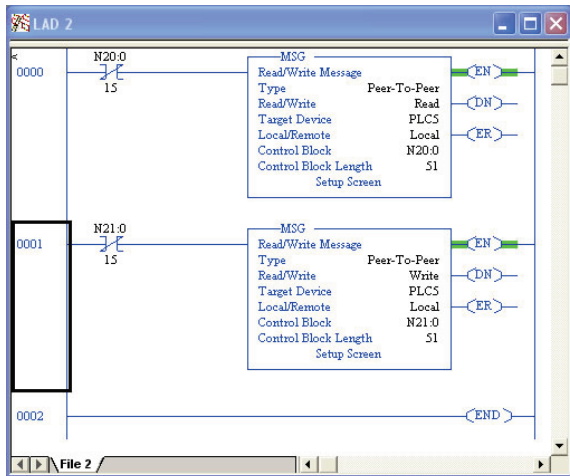 LAD 2
N20:0
0000
15
MSG
Read/Write Message
Type Peer-To-Peer
Read/Write Read
Target Device PLC5
Local/Remote Local
Control Block N20:0
Control Block Length 51
Setup Screen
EN
DN
ER
N21:0
0001
15
MSG
Read/Write Message
Type Peer-To-Peer
Read/Write Write
Target Device PLC5
Local/Remote Local
Control Block N21:0
Control Block Length 51
Setup Screen
EN
DN
ER
0002
END
File 2